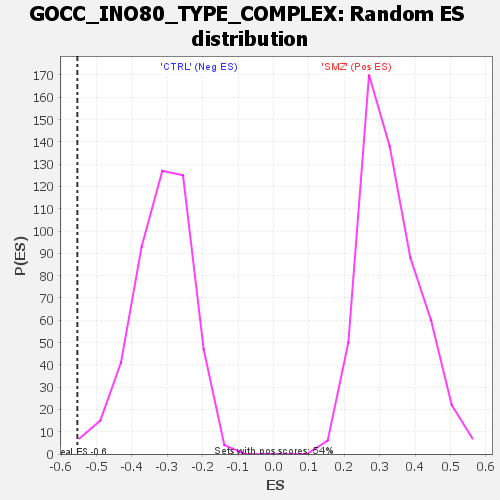 GOCC_INO80_TYPE_COMPLEX: Random ES
distribution
'CTRL' (Neg ES) 'SMZ' (Pos ES)
P(ES)
170
160
150
140
130
120
110
100
90
80
70
60
50
40
30
20
10
0
eal ES -0.6 Sets with pos scores: 54%
-0.6 -0.5 -0.4 -0.3 -0.2 -0.1 0.0 0.1 0.2 0.3 0.4 0.5 0.6
ES